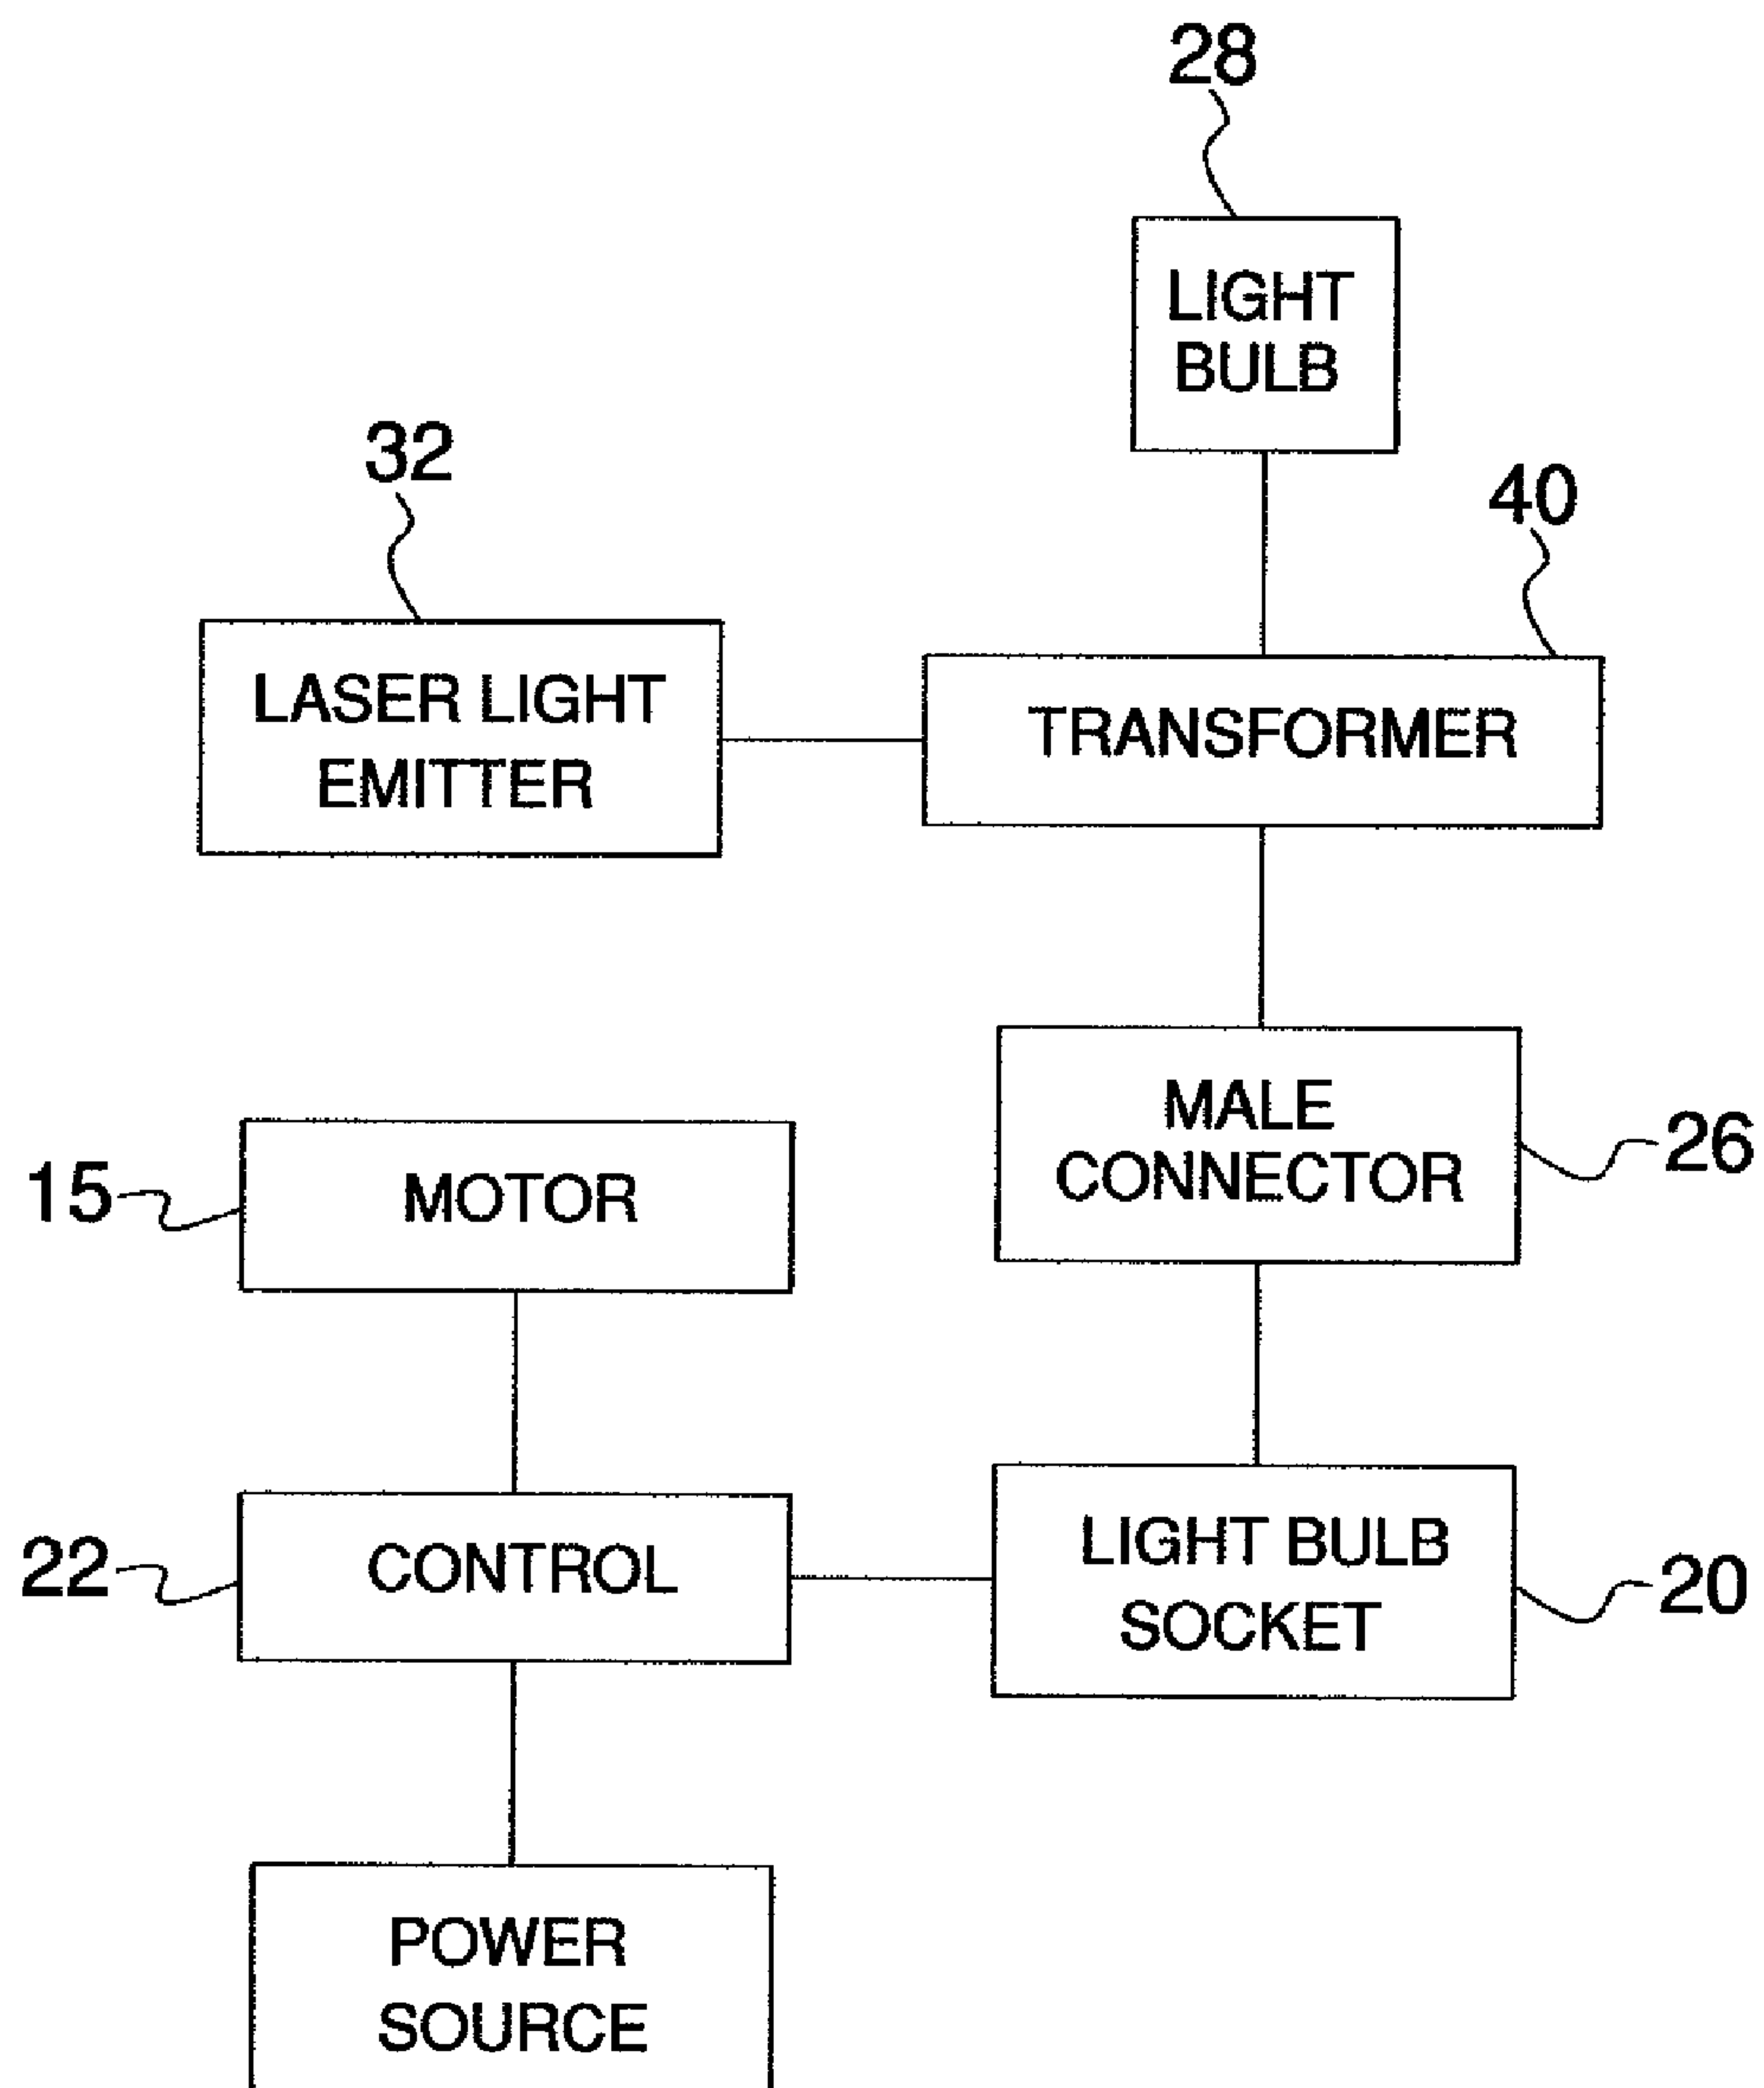 28
LIGHT
BULB
32
40
LASER LIGHT
EMITTER
TRANSFORMER
MALE
CONNECTOR
26
15
MOTOR
22
CONTROL
LIGHT BULB
SOCKET
20
POWER
SOURCE